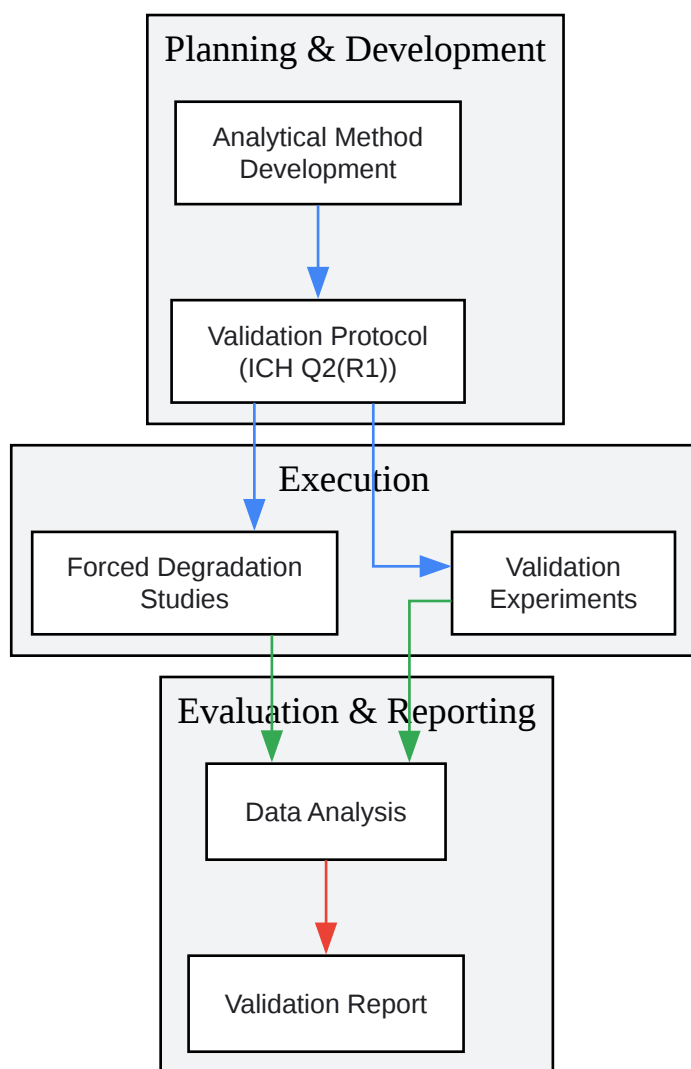 Planning & Development
Analytical Method
Development
Validation Protocol
(ICH Q2(R1))
Execution
Forced Degradation
Studies
Validation
Experiments
Evaluation & Reporting
Data Analysis
Validation Report